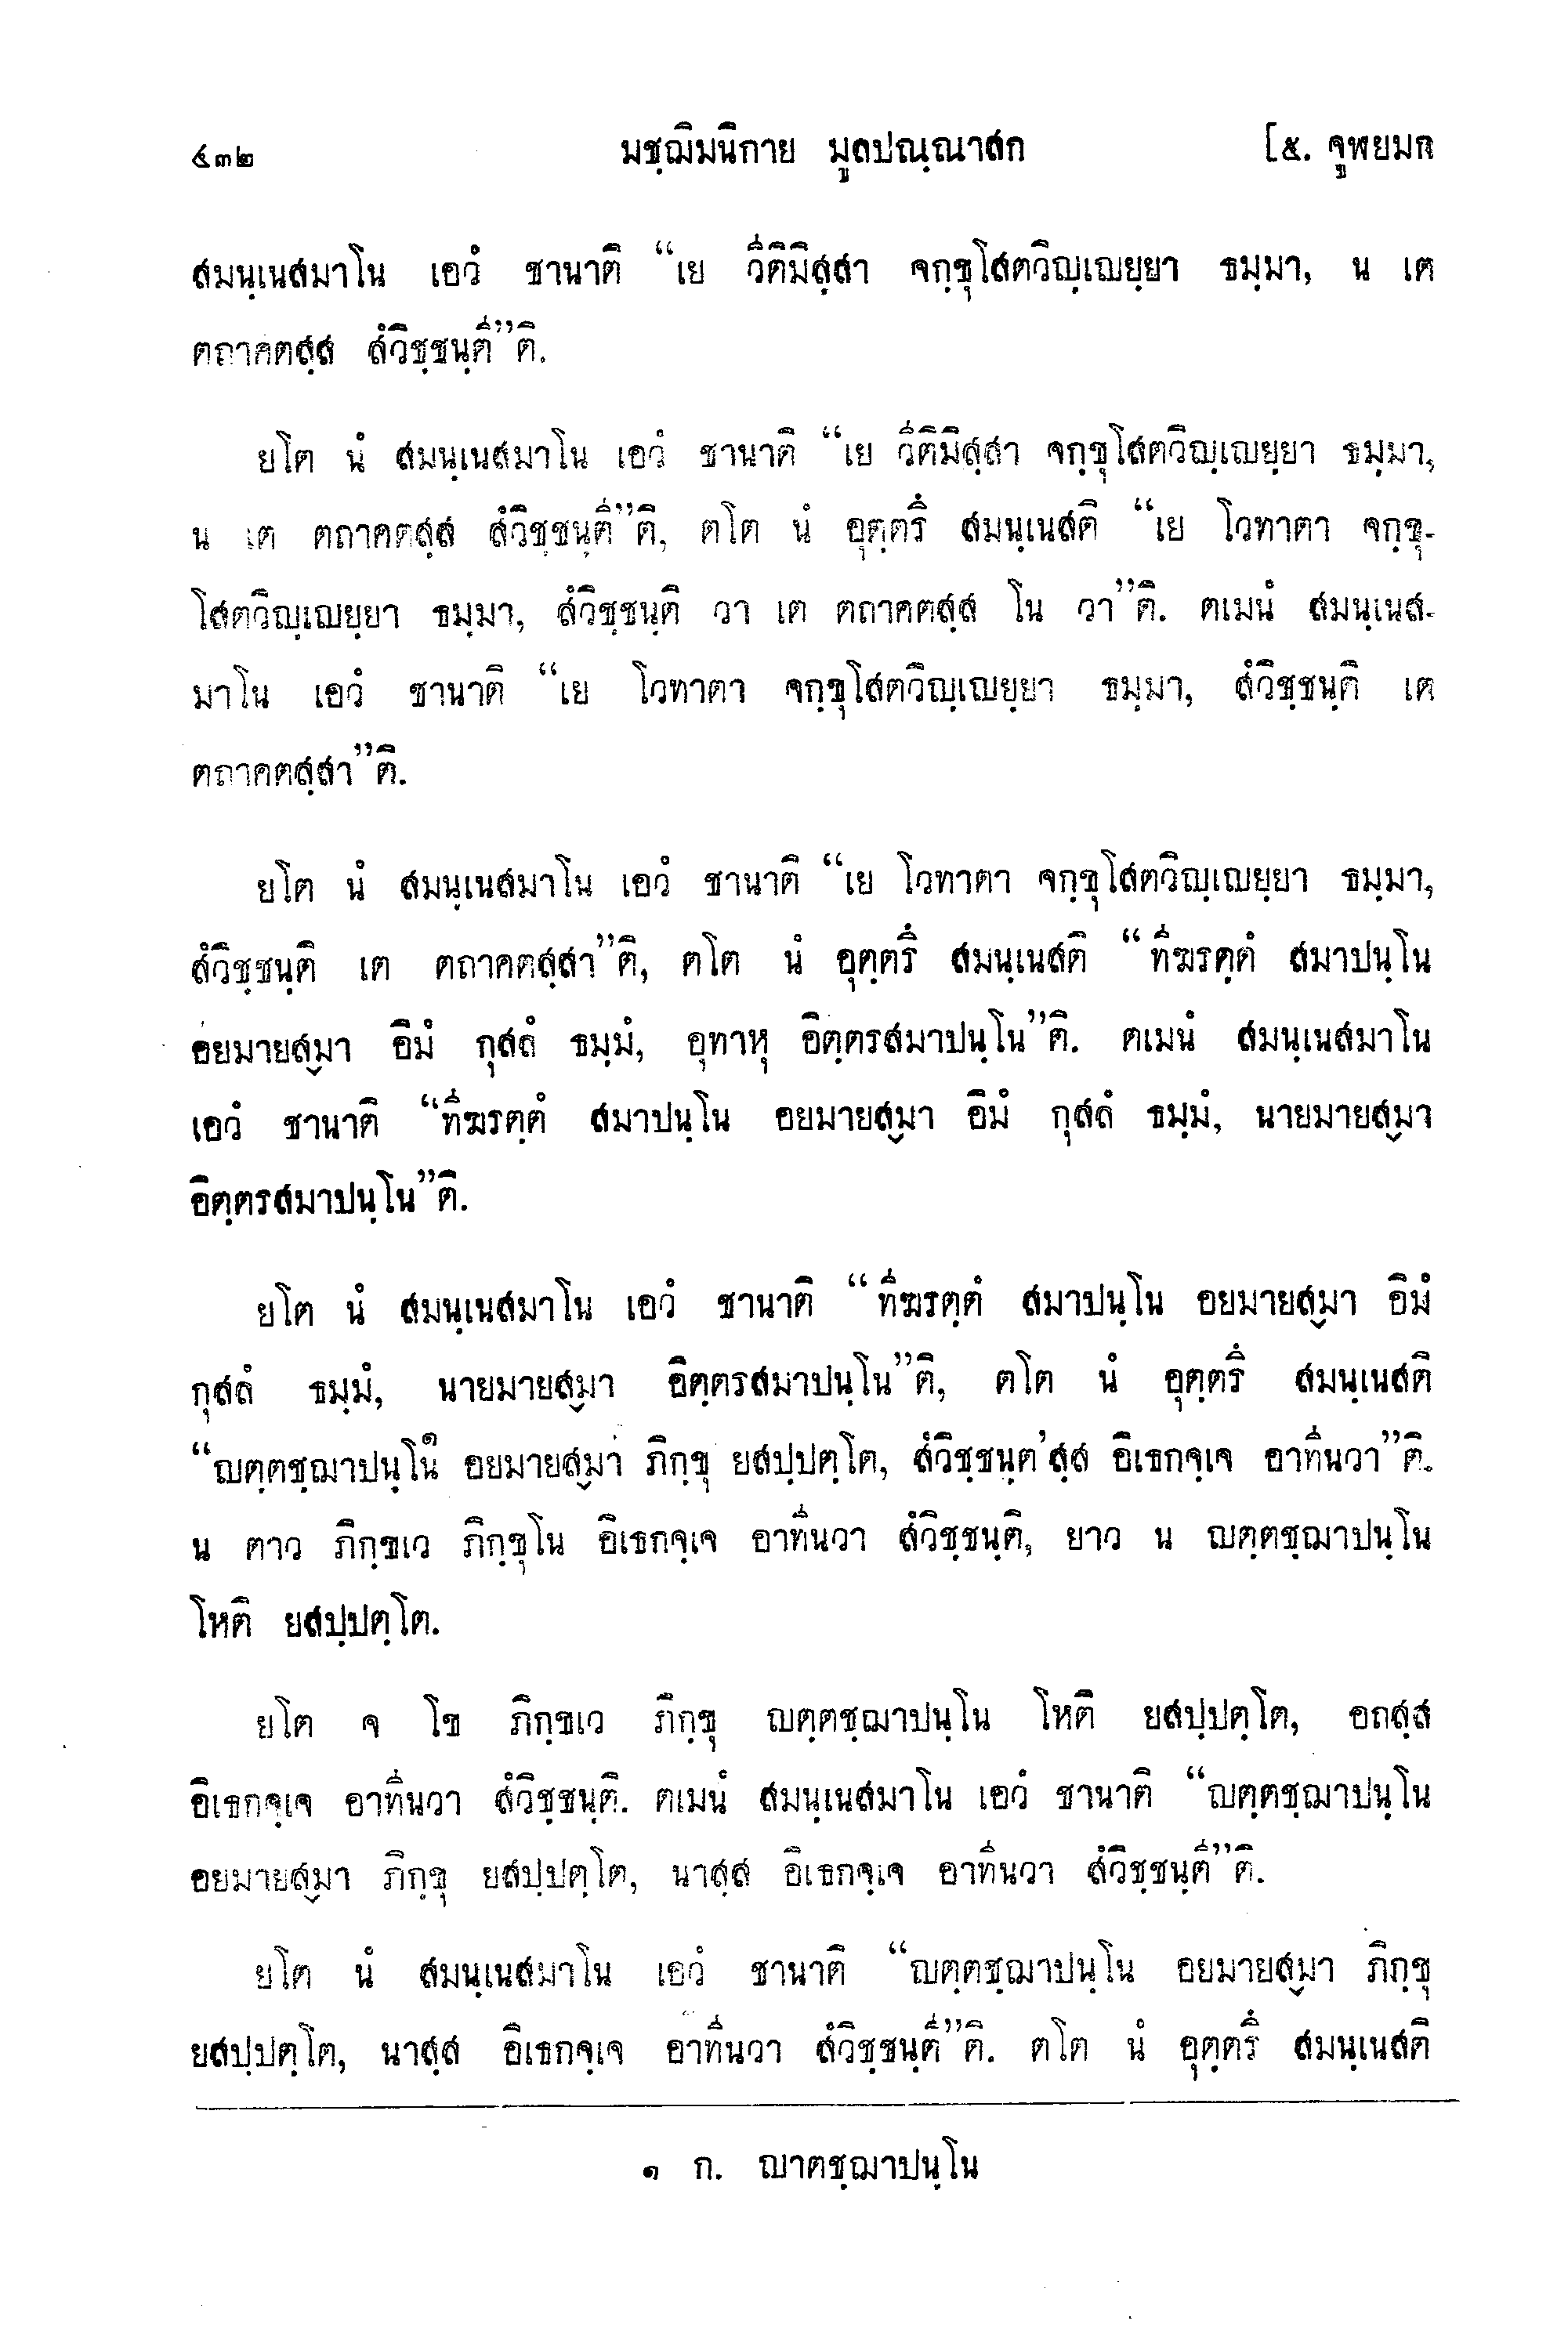 ๔๓๒ มชฺฌิมนิกาย มูลปณฺณาสก [๕. จูฬยมก
สมนฺเนสมาโน เอวํ ชานาติ “เย วีติมิสฺสา จกฺขุโสตวิญฺเญยฺยา ธมฺมา, น เต
ตถาคตสฺส สํวิชฺชนฺตี”ติ.
ยโต นํ สมนฺเนสมาโน เอวํ ชานาติ “เย วีติมิสฺสา จกฺขุโสตวิญฺเญยฺยา ธมฺมา,
น เต ตถาคตสฺส สํวิชฺชนฺตี”ติ, ตโต นํ อุตฺตรึ สมนฺเนสติ “เย โวทาตา จกฺขุ-
โสตวิญฺเญยฺยา ธมฺมา, สํวิชฺชนฺติ วา เต ตถาคตสฺส โน วา”ติ. ตเมนํ สมนฺเนส-
มาโน เอวํ ชานาติ “เย โวทาตา จกฺขุโสตวิญฺเญยฺยา ธมฺมา, สํวิชฺชนฺติ เต
ตถาคตสฺสา”ติ.
ยโต นํ สมนฺเนสมาโน เอวํ ชานาติ “เย โวทาตา จกฺขุโสตวิญฺเญยฺยา ธมฺมา,
สํวิชฺชนฺติ เต ตถาคตสฺสา”ติ, ตโต นํ อุตฺตรึ สมนฺเนสติ “ทีฆรตฺตํ สมาปนฺโน
อยมายสฺมา อิมํ กุสลํ ธมฺมํ, อุทาหุ อิตฺตรสมาปนฺโน”ติ. ตเมนํ สมนฺเนสมาโน
เอวํ ชานาติ “ทีฆรตฺตํ สมาปนฺโน อยมายสฺมา อิมํ กุสลํ ธมฺมํ, นายมายสฺมา
อิตฺตรสมาปนฺโน”ติ.
ยโต นํ สมนฺเนสมาโน เอวํ ชานาติ “ทีฆรตฺตํ สมาปนฺโน อยมายสฺมา อิมํ
กุสลํ ธมฺมํ, นายมายสฺมา อิตฺตรสมาปนฺโน”ติ, ตโต นํ อุตฺตรึ สมนฺเนสติ
“ญตฺตชฺฌาปนฺโน๑ อยมายสฺมา ภิกฺขุ ยสปฺปตฺโต, สํวิชฺชนฺต’สฺส อิเธกจฺเจ อาทีนวา”ติ.
น ตาว ภิกฺขเว ภิกฺขุโน อิเธกจฺเจ อาทีนวา สํวิชฺชนฺติ, ยาว น ญตฺตชฺฌาปนฺโน
โหติ ยสปฺปตฺโต.
ยโต จ โข ภิกฺขเว ภิกฺขุ ญตฺตชฺฌาปนฺโน โหติ ยสปฺปตฺโต, อถสฺส
อิเธกจฺเจ อาทีนวา สํวิชฺชนฺติ. ตเมนํ สมนฺเนสมาโน เอวํ ชานาติ “ญตฺตชฺฌาปนฺโน
อยมายสฺมา ภิกฺขุ ยสปฺปตฺโต, นาสฺส อิเธกจฺเจ อาทีนวา สํวิชฺชนฺตี”ติ.
ยโต นํ สมนฺเนสมาโน เอวํ ชานาติ “ญตฺตชฺฌาปนฺโน อยมายสฺมา ภิกฺขุ
ยสปฺปตฺโต, นาสฺส อิเธกจฺเจ อาทีนวา สํวิชฺชนฺตี”ติ. ตโต นํ อุตฺตรึ สมนฺเนสติ
๑ ก. ญาตชฺฌาปนฺโน